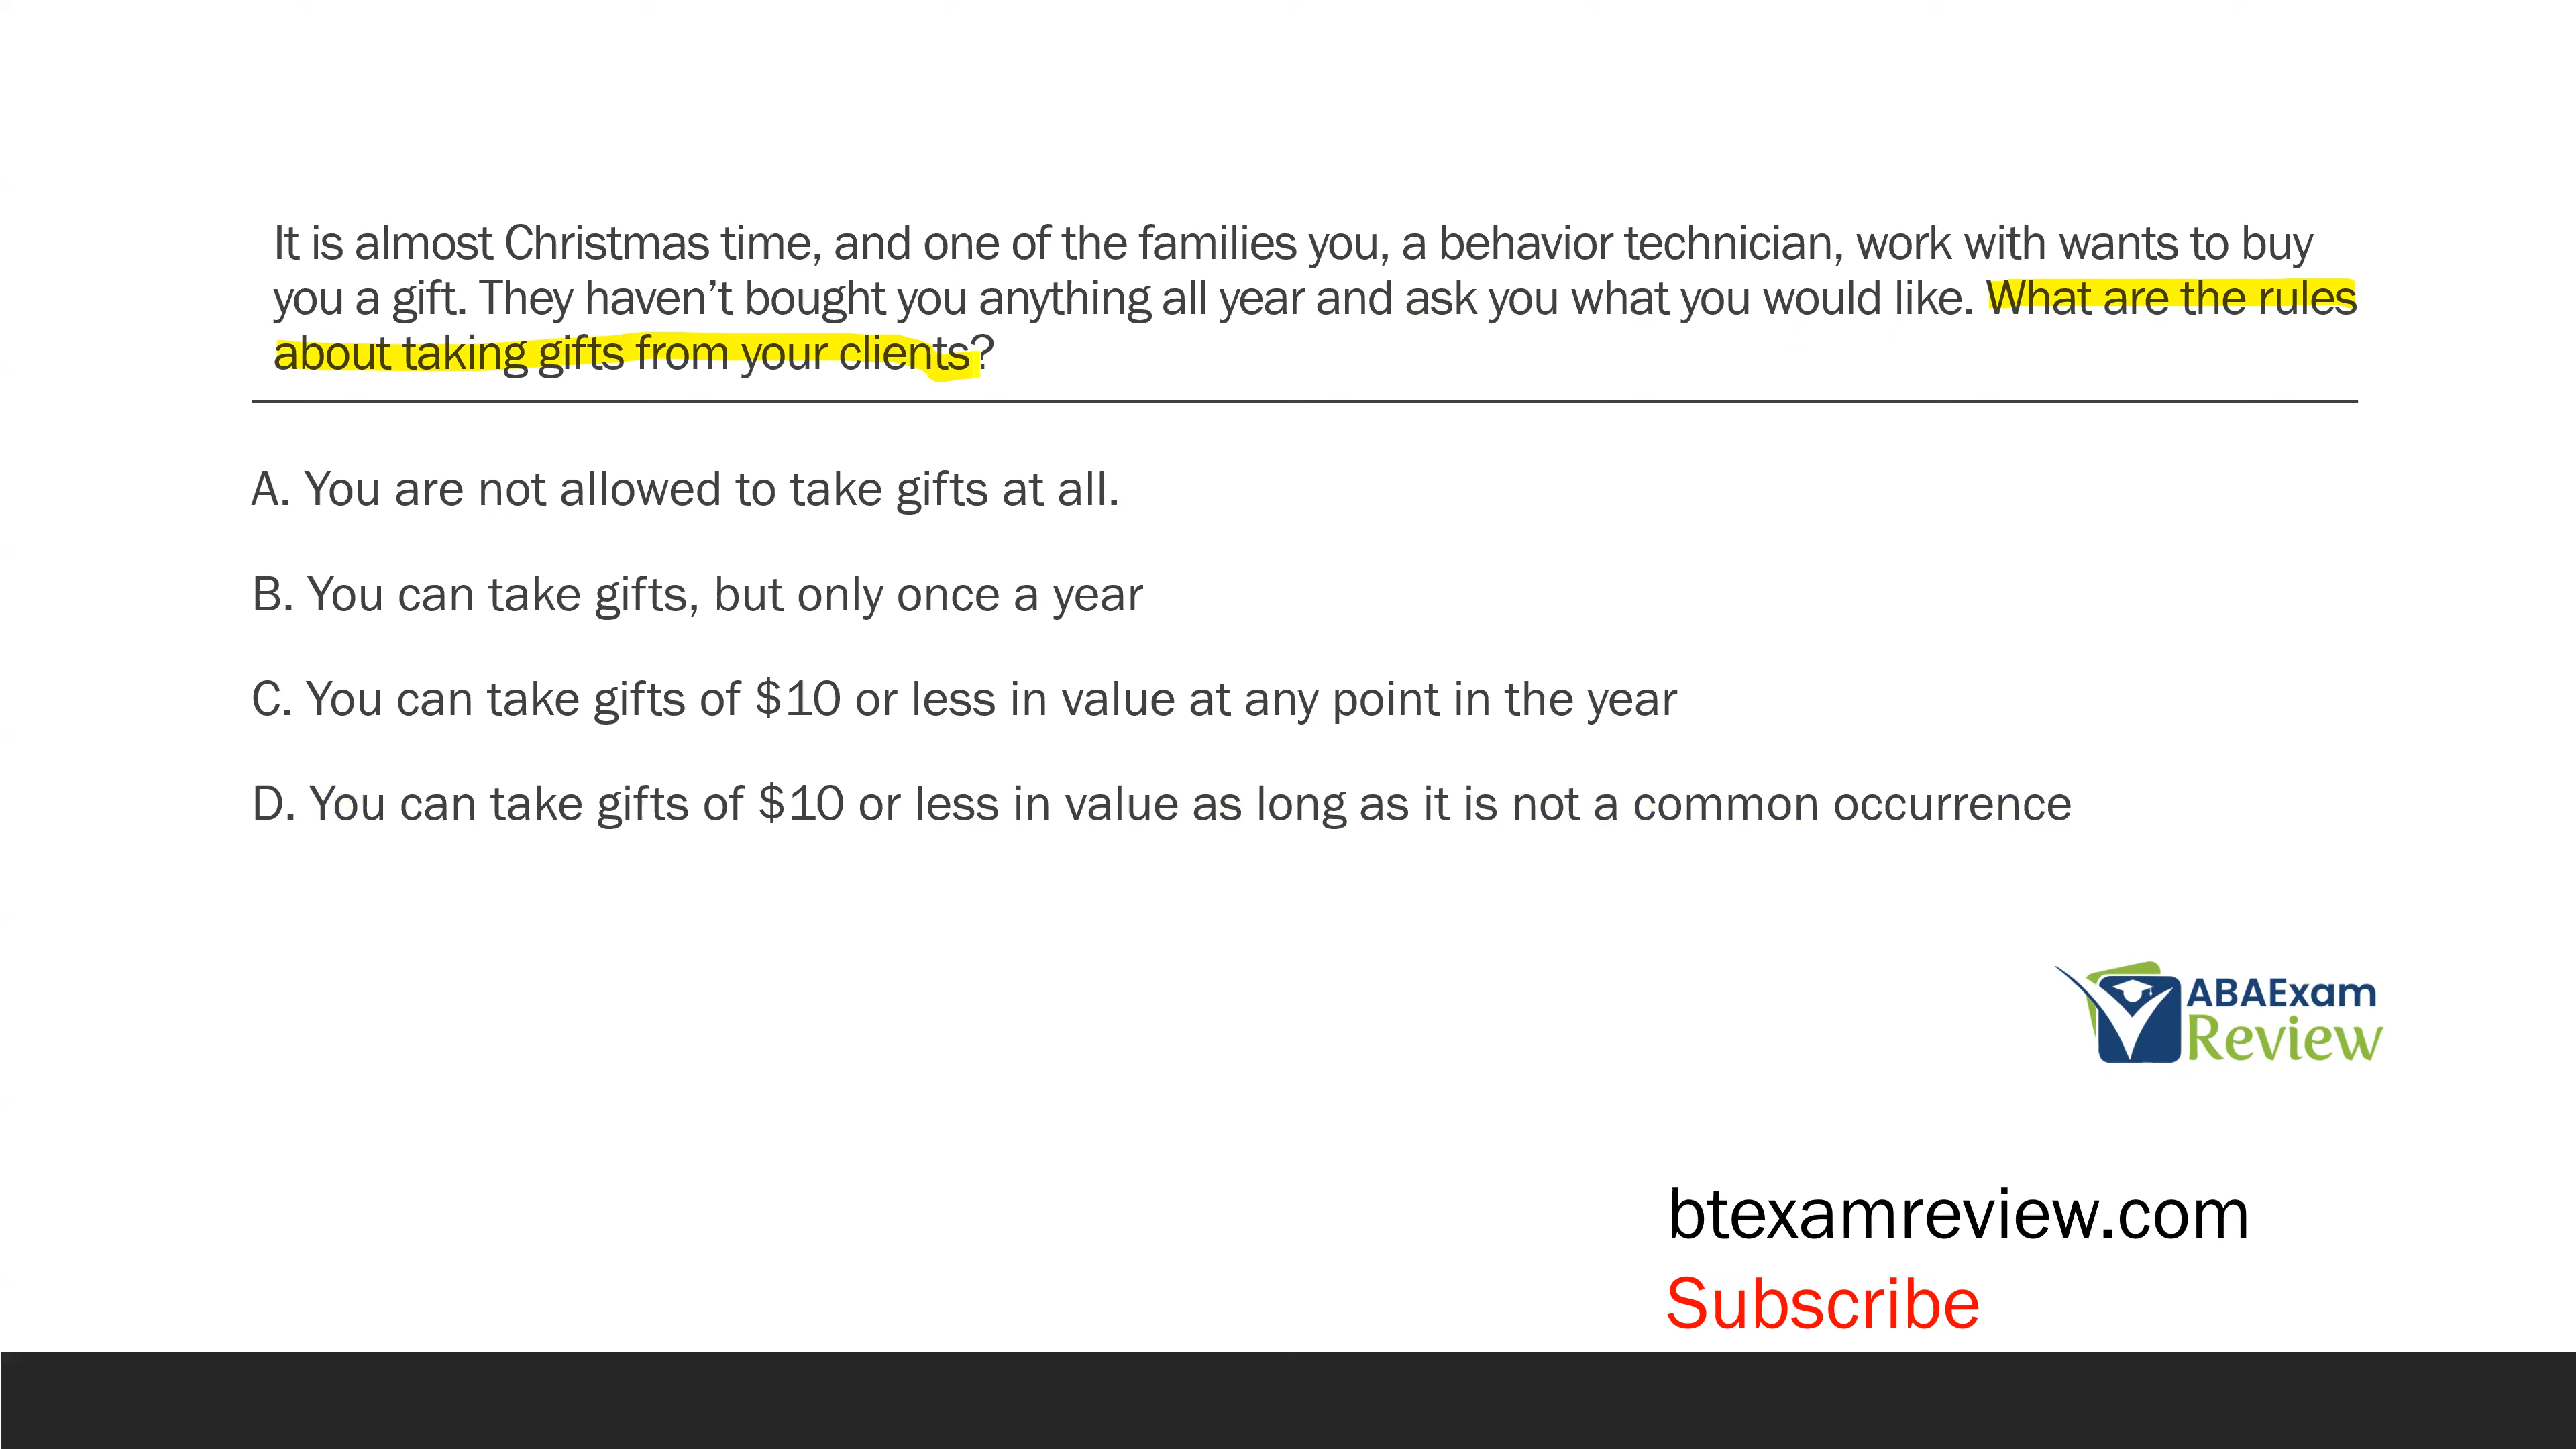 It is almost Christmas time, and one of the families you, a behavior technician, work with wants to buy
you a gift. They haven’t bought you anything all year and ask you what you would like. What are the rules
about taking gifts from your clients?
A. You are not allowed to take gifts at all.
B. You can take gifts, but only once a year
C. You can take gifts of $10 or less in value at any point in the year
D. You can take gifts of $10 or less in value as long as it is not a common occurrence
ABAExam
Review
btexamreview.com
Subscribe